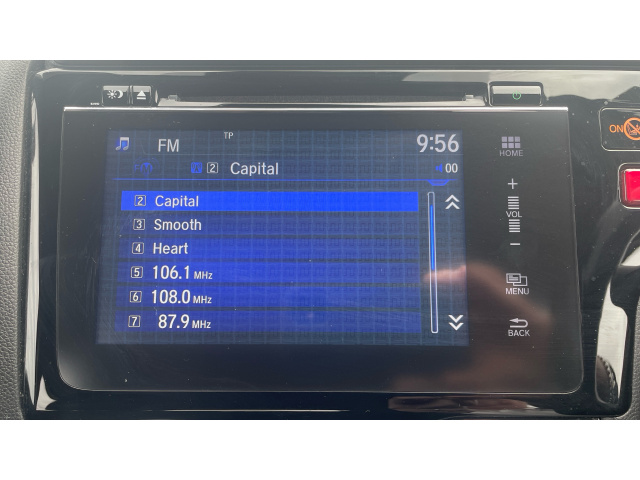 FM TP 9:56
2 Capital 00
2 Capital
3 Smooth
4 Heart
5 106.1 MHz
6 108.0 MHz
7 87.9 MHz
HOME
+
VOL
−
MENU
BACK
ON